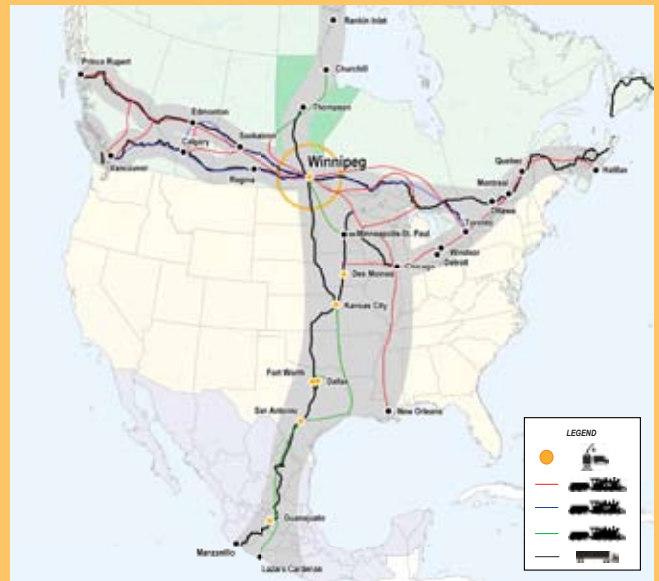 Rankin Inlet
Prince Rupert
Churchill
Thompson
Edmonton
Saskatoon
Calgary
Winnipeg
Vancouver
Regina
Quebec
Montreal
Halifax
Ottawa
Toronto
Minneapolis-St. Paul
Windsor
Chicago
Detroit
Des Moines
Kansas City
Fort Worth
Dallas
San Antonio
New Orleans
LEGEND
Guanajuato
Manzanillo
Lazaro Cardenas